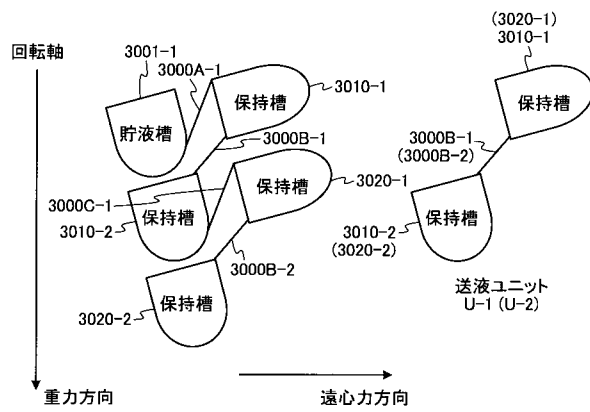 回転軸
3001-1
3000A-1
貯液槽
保持槽
3010-1
3000B-1
保持槽
3020-1
3000C-1
3010-2
保持槽
3000B-2
保持槽
3020-2
重力方向
遠心力方向
(3020-1)
3010-1
保持槽
3000B-1
(3000B-2)
3010-2
(3020-2)
保持槽
送液ユニット
U-1 (U-2)